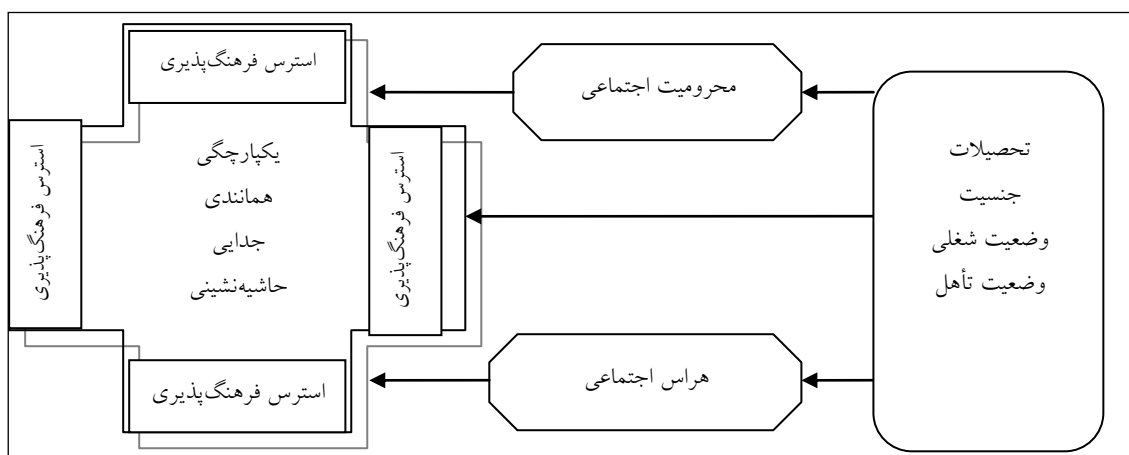 تحصیلات
جنسیت
وضعیت شغلی
وضعیت تأهل
محرومیت اجتماعی
هراس اجتماعی
استرس فرهنگ‌پذیری
استرس فرهنگ‌پذیری
یکپارچگی
همانندی
جدایی
حاشیه‌نشینی
استرس فرهنگ‌پذیری
استرس فرهنگ‌پذیری